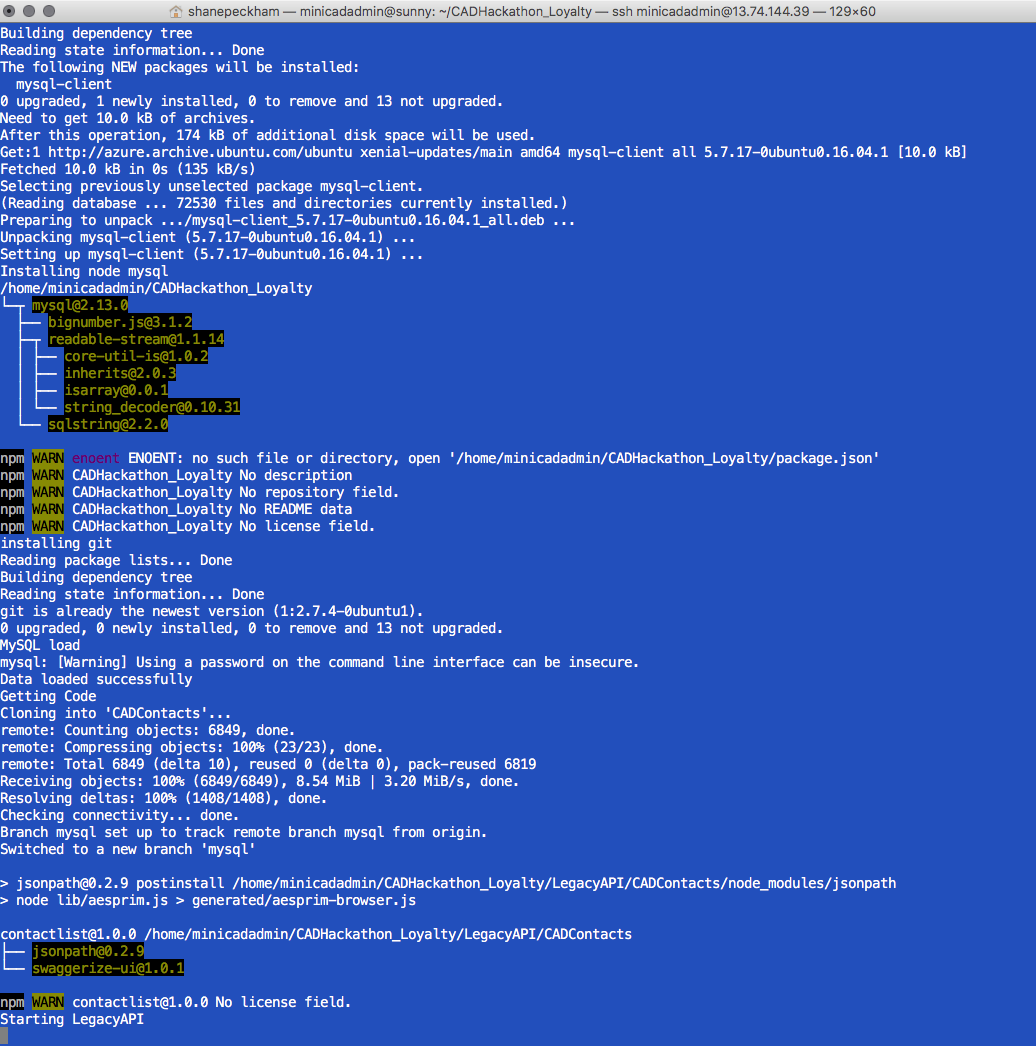 shanepeckham — minicadadmin@sunny: ~/CADHackathon_Loyalty — ssh minicadadmin@13.74.144.39 — 129×60
Building dependency tree
Reading state information... Done
The following NEW packages will be installed:
  mysql-client
0 upgraded, 1 newly installed, 0 to remove and 13 not upgraded.
Need to get 10.0 kB of archives.
After this operation, 174 kB of additional disk space will be used.
Get:1 http://azure.archive.ubuntu.com/ubuntu xenial-updates/main amd64 mysql-client all 5.7.17-0ubuntu0.16.04.1 [10.0 kB]
Fetched 10.0 kB in 0s (135 kB/s)
Selecting previously unselected package mysql-client.
(Reading database ... 72530 files and directories currently installed.)
Preparing to unpack .../mysql-client_5.7.17-0ubuntu0.16.04.1_all.deb ...
Unpacking mysql-client (5.7.17-0ubuntu0.16.04.1) ...
Setting up mysql-client (5.7.17-0ubuntu0.16.04.1) ...
Installing node mysql
/home/minicadadmin/CADHackathon_Loyalty
└─┬ mysql@2.13.0
  ├── bignumber.js@3.1.2
  ├─┬ readable-stream@1.1.14
  │ ├── core-util-is@1.0.2
  │ ├── inherits@2.0.3
  │ ├── isarray@0.0.1
  │ └── string_decoder@0.10.31
  └── sqlstring@2.2.0
npm WARN enoent ENOENT: no such file or directory, open '/home/minicadadmin/CADHackathon_Loyalty/package.json'
npm WARN CADHackathon_Loyalty No description
npm WARN CADHackathon_Loyalty No repository field.
npm WARN CADHackathon_Loyalty No README data
npm WARN CADHackathon_Loyalty No license field.
installing git
Reading package lists... Done
Building dependency tree
Reading state information... Done
git is already the newest version (1:2.7.4-0ubuntu1).
0 upgraded, 0 newly installed, 0 to remove and 13 not upgraded.
MySQL load
mysql: [Warning] Using a password on the command line interface can be insecure.
Data loaded successfully
Getting Code
Cloning into 'CADContacts'...
remote: Counting objects: 6849, done.
remote: Compressing objects: 100% (23/23), done.
remote: Total 6849 (delta 10), reused 0 (delta 0), pack-reused 6819
Receiving objects: 100% (6849/6849), 8.54 MiB | 3.20 MiB/s, done.
Resolving deltas: 100% (1408/1408), done.
Checking connectivity... done.
Branch mysql set up to track remote branch mysql from origin.
Switched to a new branch 'mysql'
> jsonpath@0.2.9 postinstall /home/minicadadmin/CADHackathon_Loyalty/LegacyAPI/CADContacts/node_modules/jsonpath
> node lib/aesprim.js > generated/aesprim-browser.js
contactlist@1.0.0 /home/minicadadmin/CADHackathon_Loyalty/LegacyAPI/CADContacts
├── jsonpath@0.2.9
└── swaggerize-ui@1.0.1
npm WARN contactlist@1.0.0 No license field.
Starting LegacyAPI